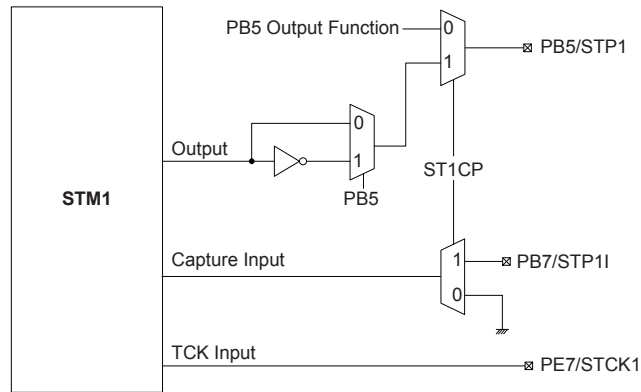 PB5 Output Function
0
1
PB5/STP1
Output
0
1
PB5
ST1CP
STM1
Capture Input
1
0
PB7/STP1I
TCK Input
PE7/STCK1